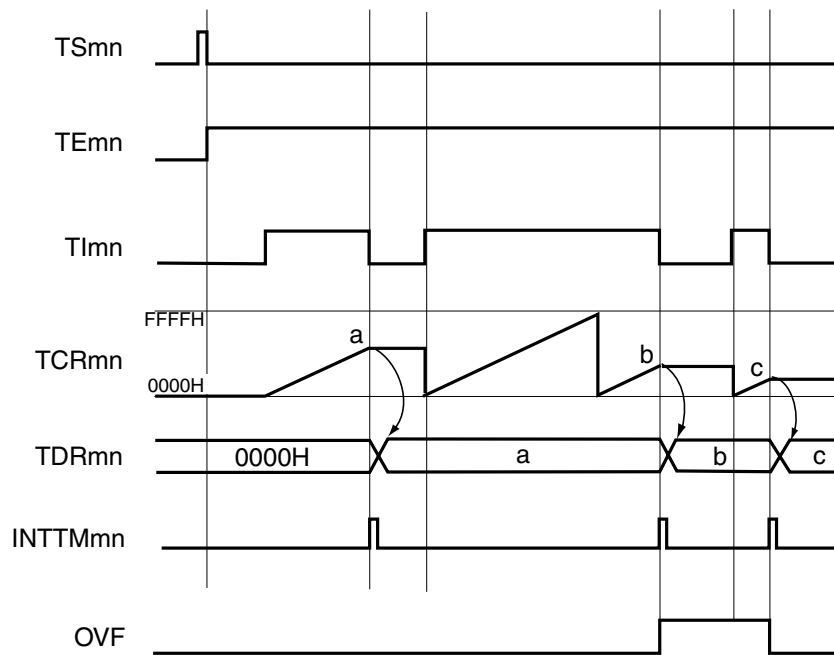 TSmn
TEmn
TImn
FFFFH
a
b
c
TCRmn
0000H
TDRmn
0000H
a
b
c
INTTMmn
OVF